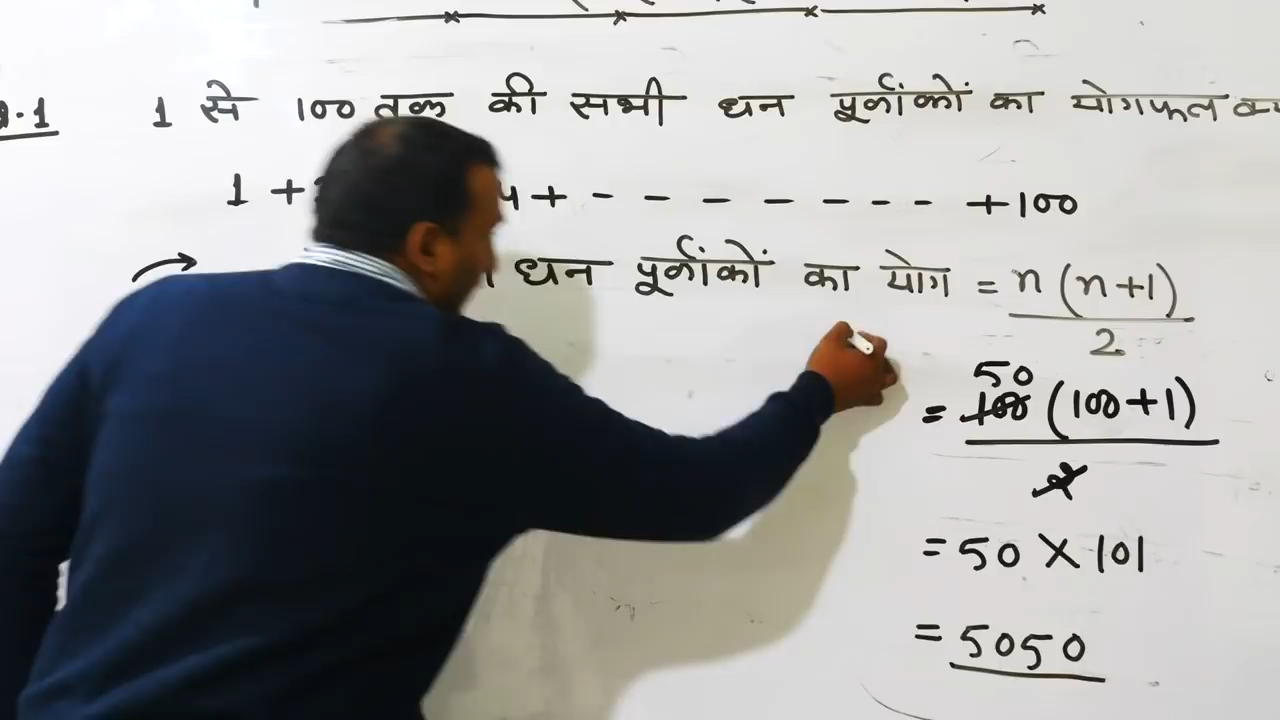 Q.1 1 से 100 तक की सभी धन पूर्णांकों का योगफल
1 + 4 + - - - - - - - +100
धन पूर्णांकों का योग = n(n+1)/2
= 100 50 (100+1)/2
= 50 X 101
= 5050